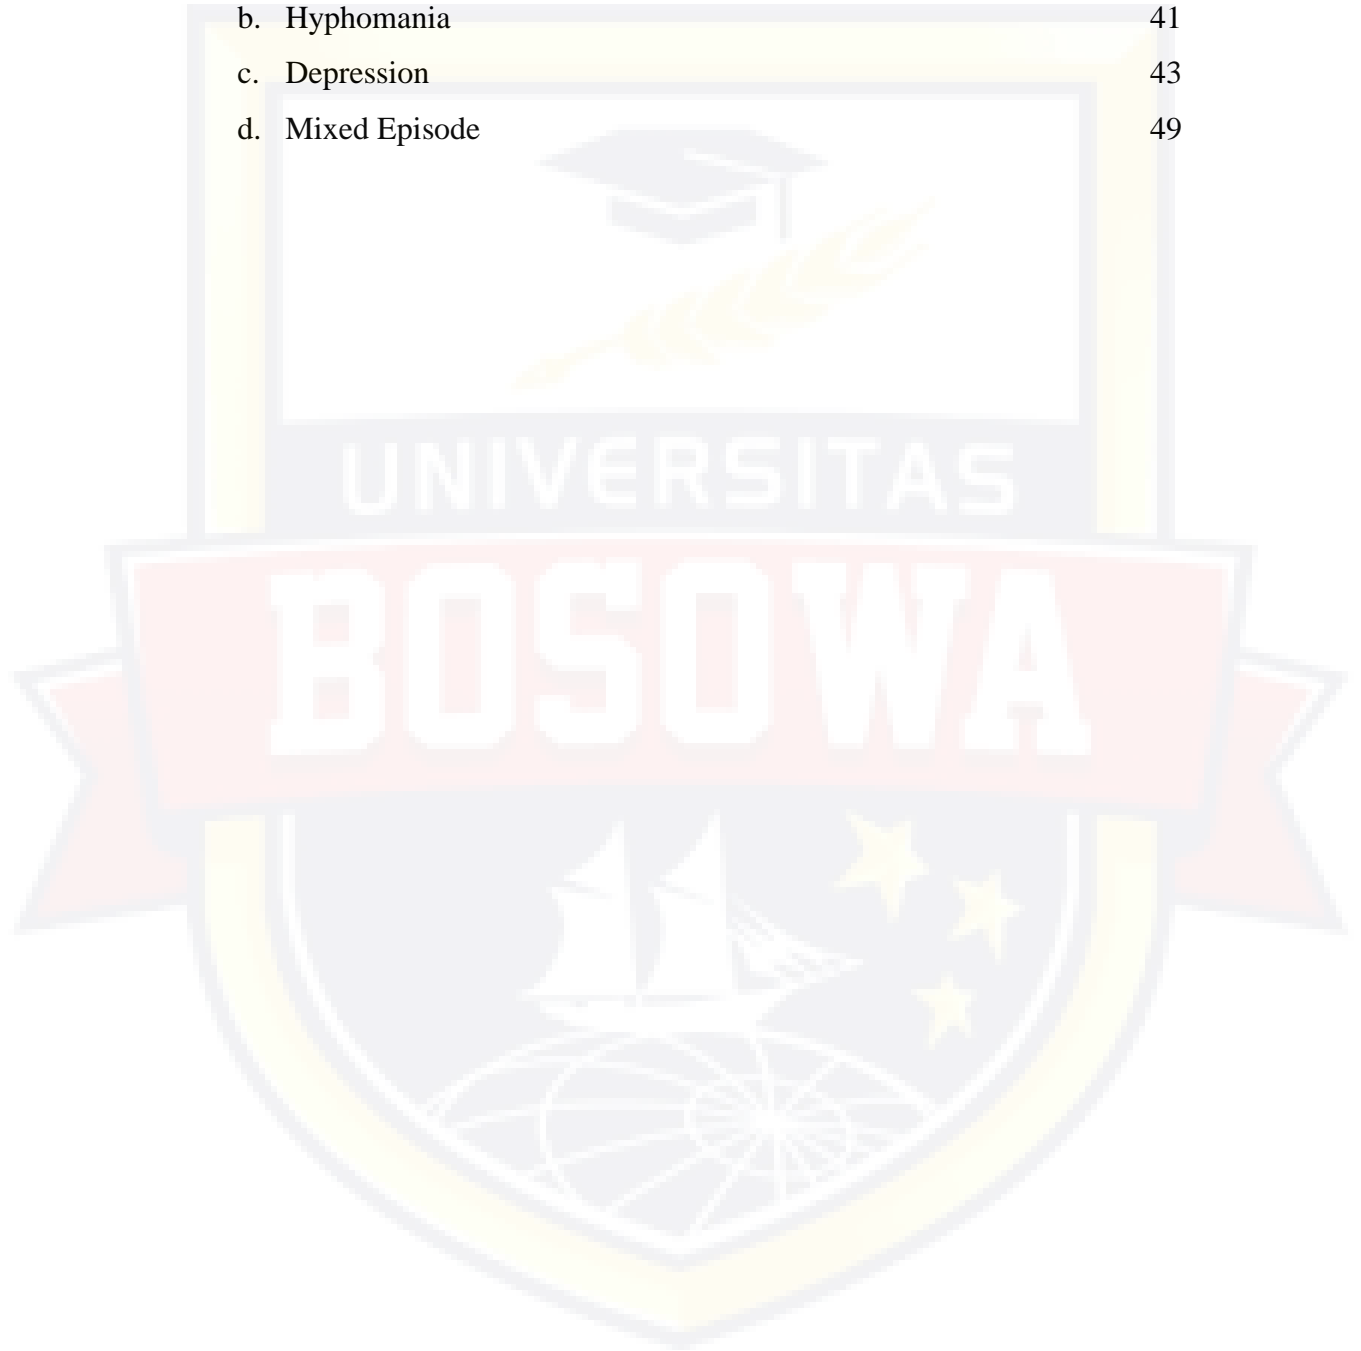 b. Hyphomania 41
c. Depression 43
d. Mixed Episode 49
UNIVERSITAS
BOSOWA